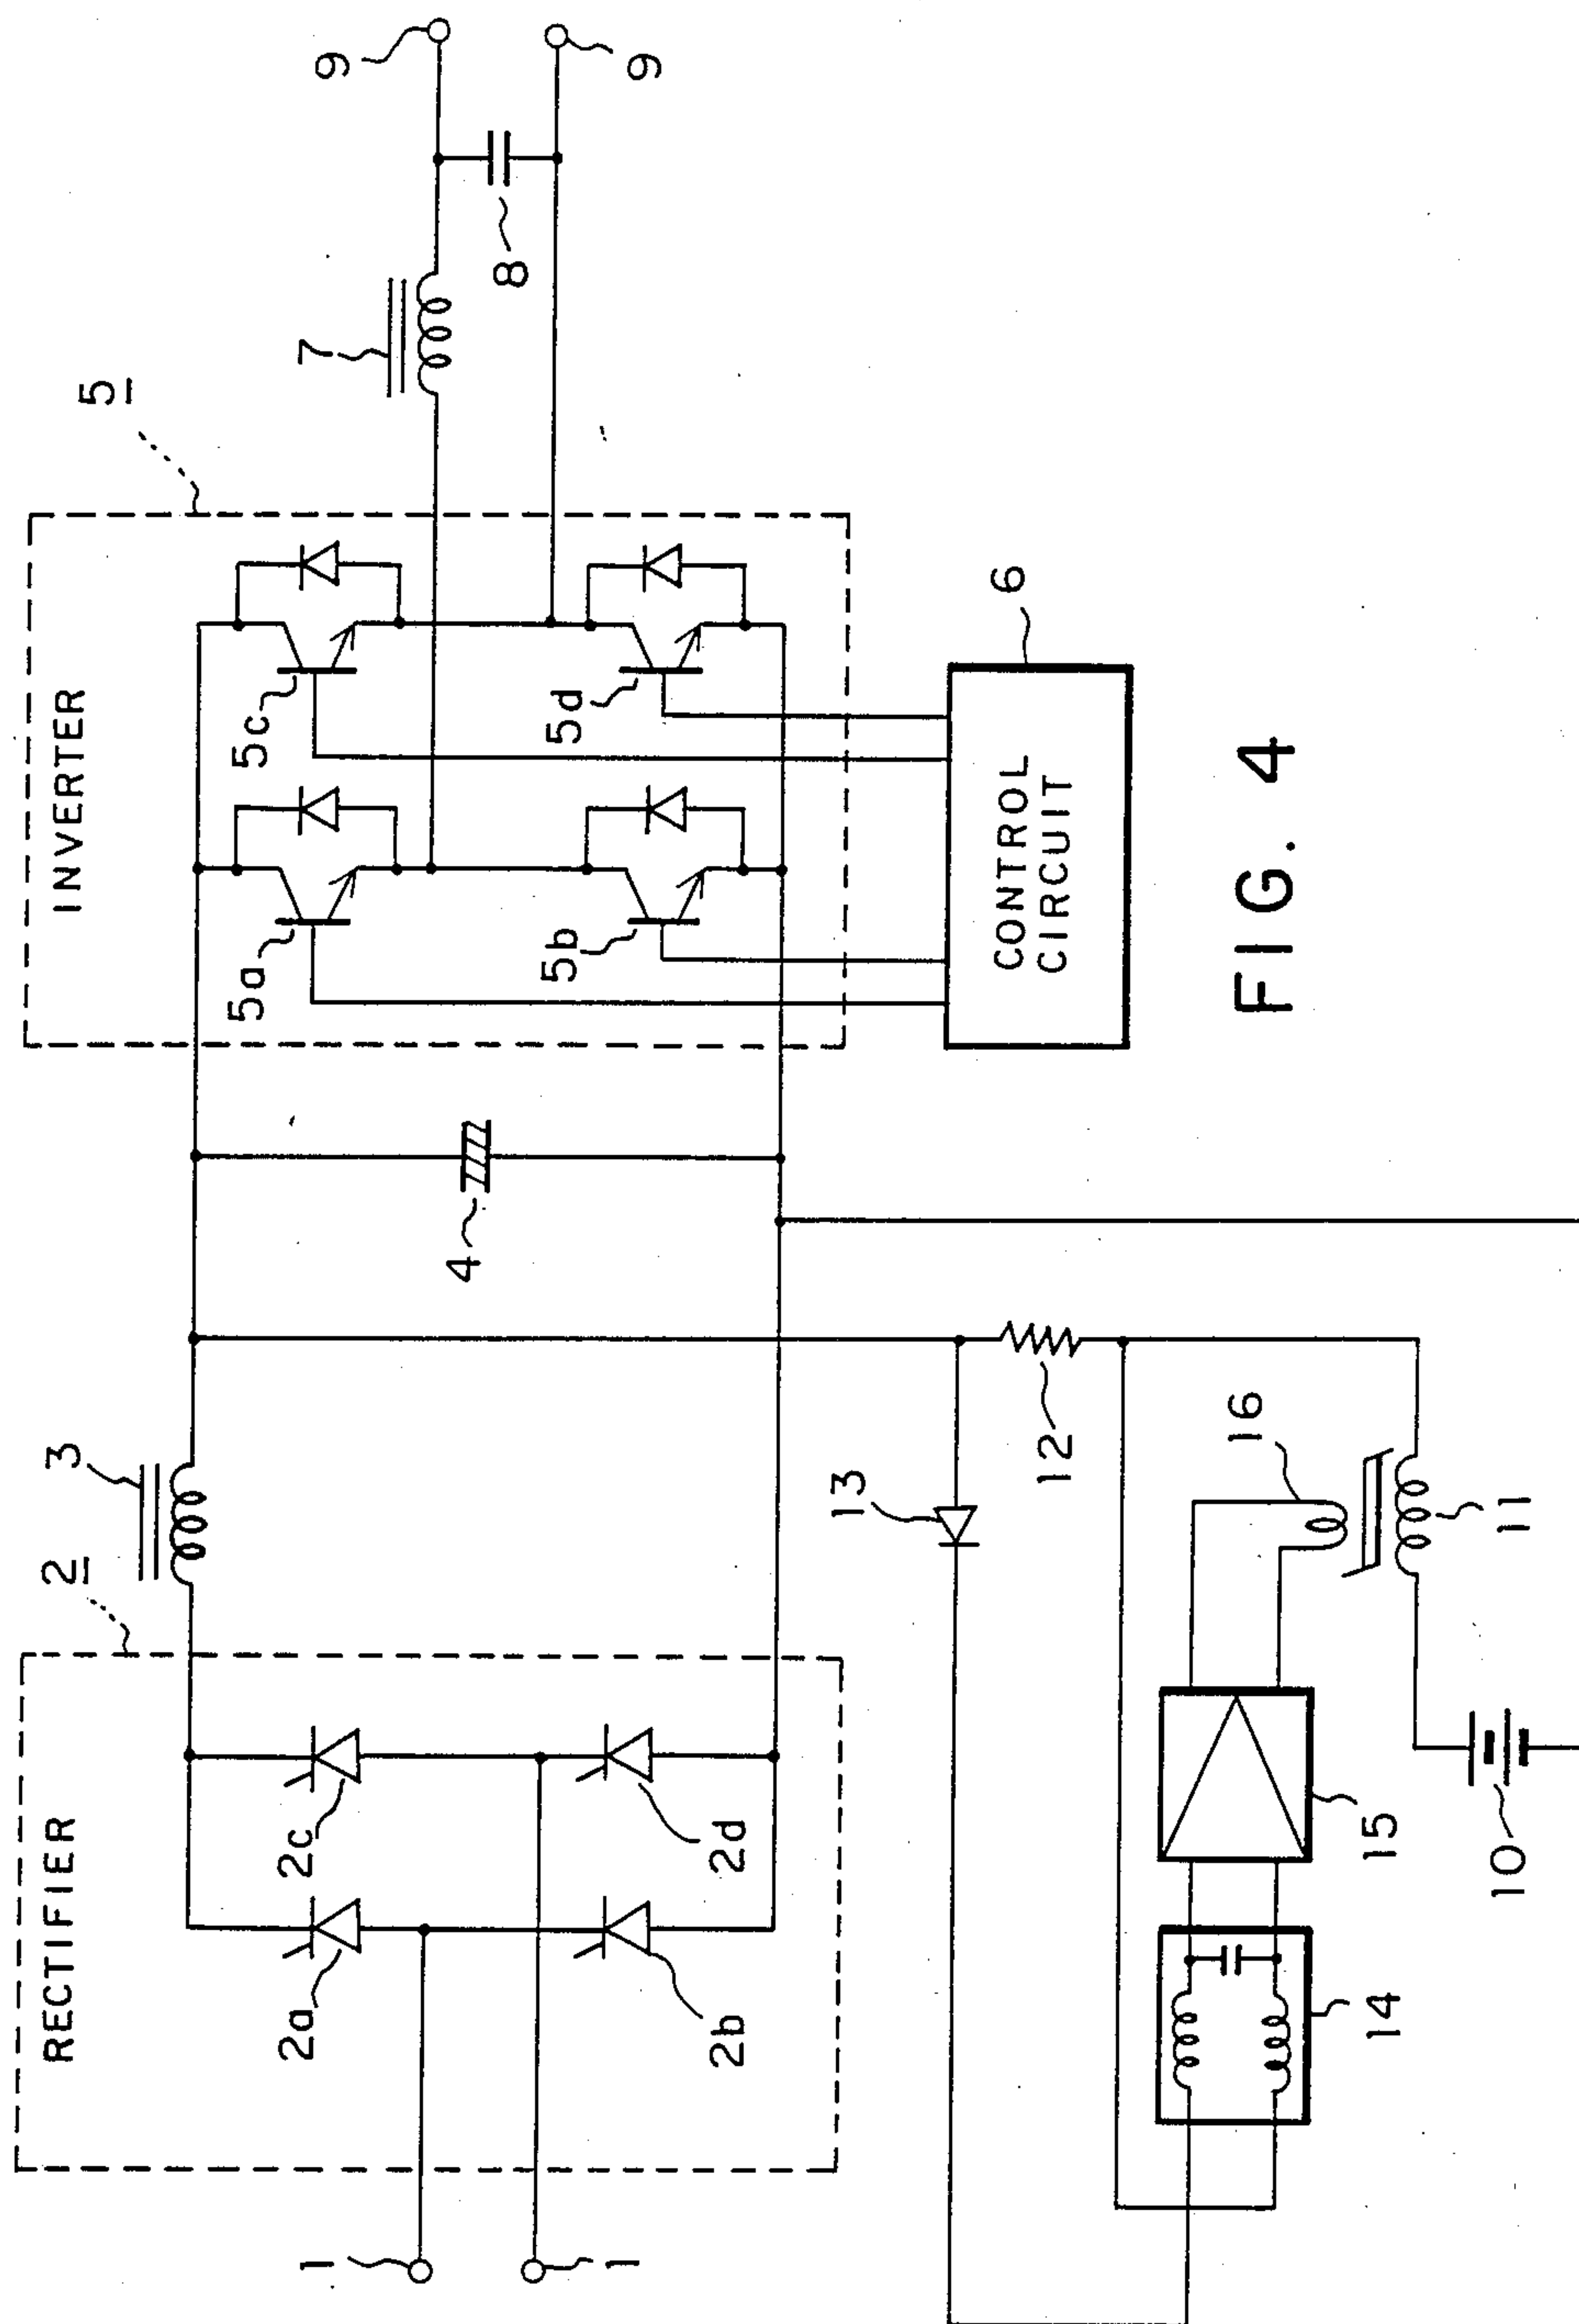 RECTIFIER
2
3
2a
2b
2c
2d
1
1
4
INVERTER
5
5a
5b
5c
5d
7
8
9
9
6
CONTROL
CIRCUIT
13
12
16
11
14
15
10
FIG. 4